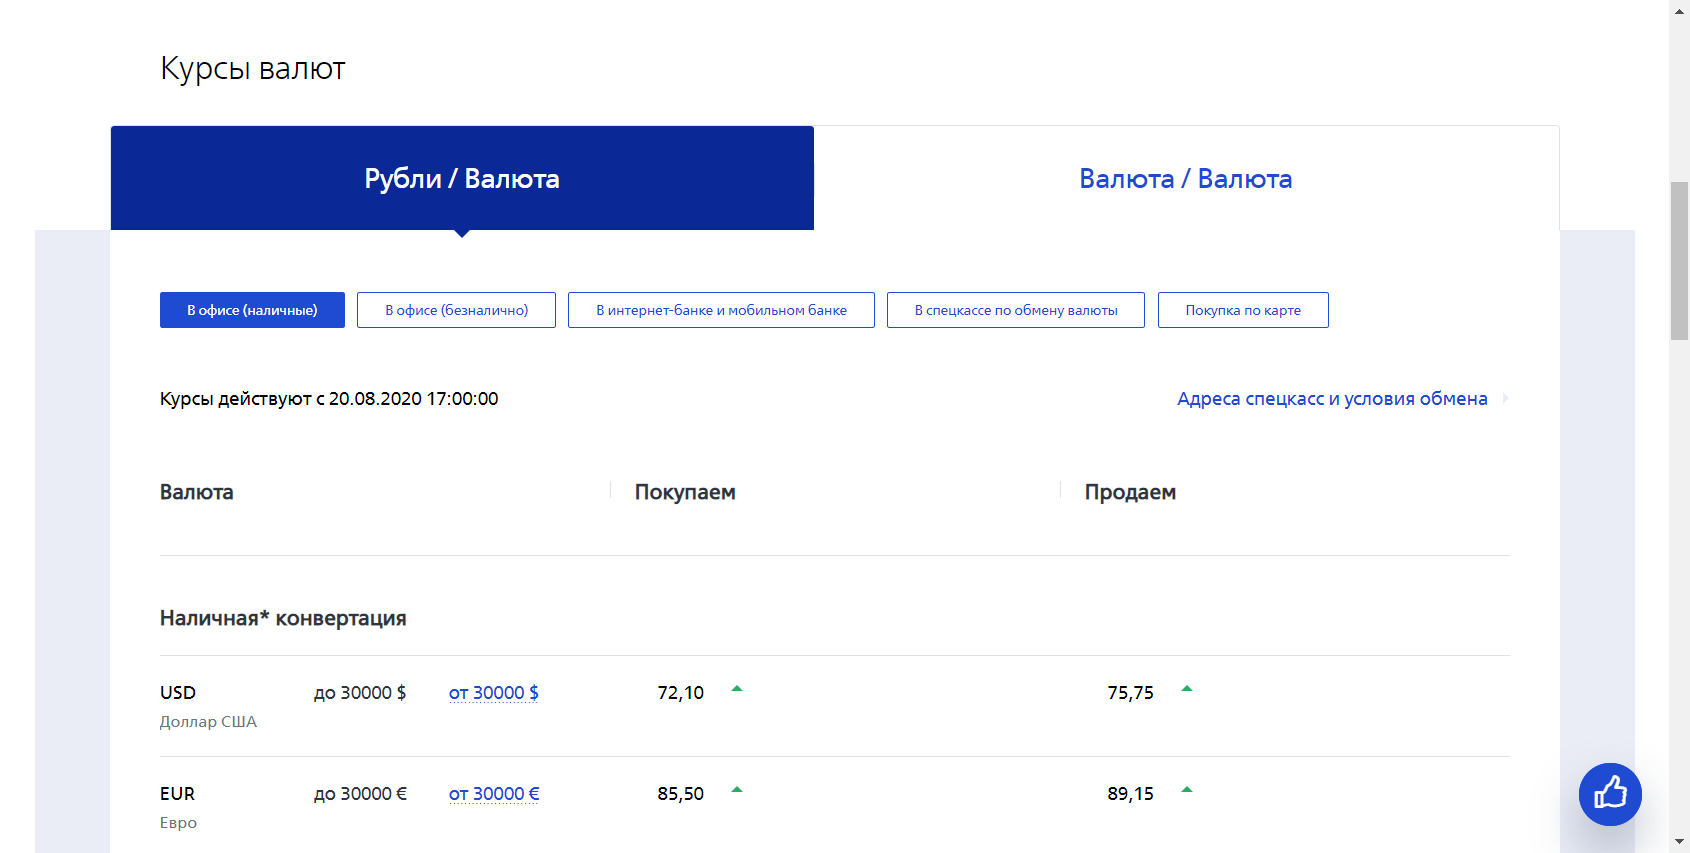 Курсы валют
Рубли / Валюта
Валюта / Валюта
В офисе (наличные)
В офисе (безналично)
В интернет-банке и мобильном банке
В спецкассе по обмену валюты
Покупка по карте
Курсы действуют с 20.08.2020 17:00:00
Адреса спецкасс и условия обмена
Валюта
Покупаем
Продаем
Наличная* конвертация
USD до 30000 $ от 30000 $ 72,10 75,75
Доллар США
EUR до 30000 € от 30000 € 85,50 89,15
Евро